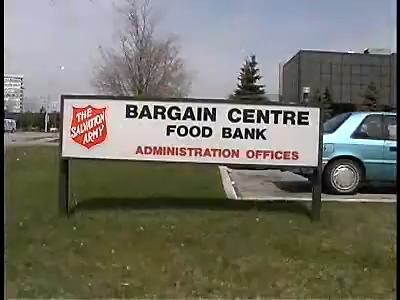 THE
SALVATION
ARMY
BARGAIN CENTRE
FOOD BANK
ADMINISTRATION OFFICES